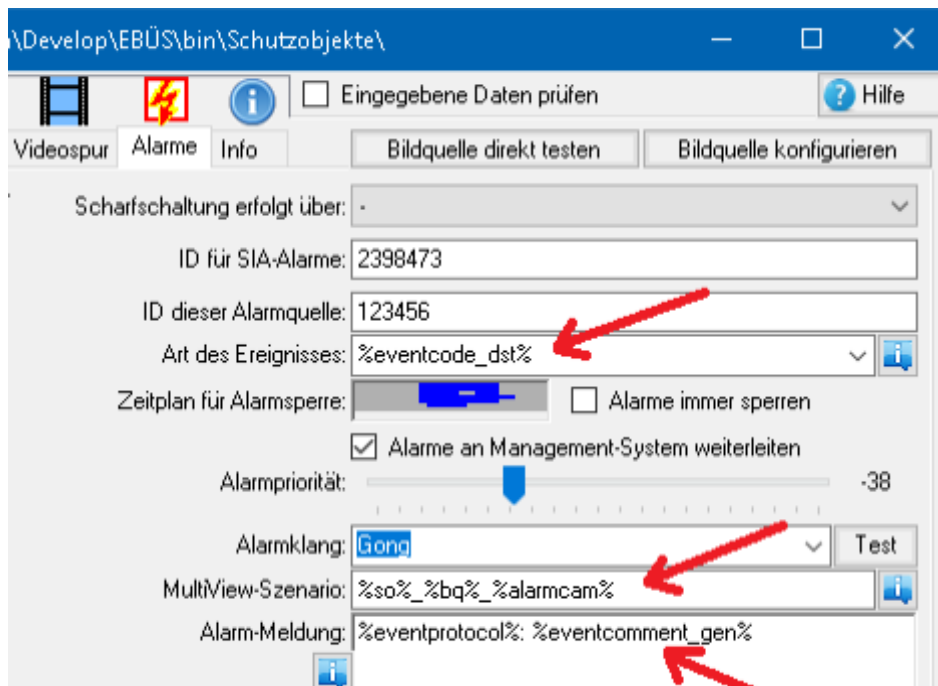 \Develop\EBÜS\bin\Schutzobjekte\
Eingegebene Daten prüfen
? Hilfe
Videospur Alarme Info Bildquelle direkt testen Bildquelle konfigurieren
Scharfschaltung erfolgt über: -
ID für SIA-Alarme: 2398473
ID dieser Alarmquelle: 123456
Art des Ereignisses: %eventcode_dst%
Zeitplan für Alarmsperre: Alarme immer sperren
Alarme an Management-System weiterleiten
Alarmpriorität: -38
Alarmklang: Gong Test
MultiView-Szenario: %so%_%bq%_%alarmcam%
Alarm-Meldung: %eventprotocol%: %eventcomment_gen%